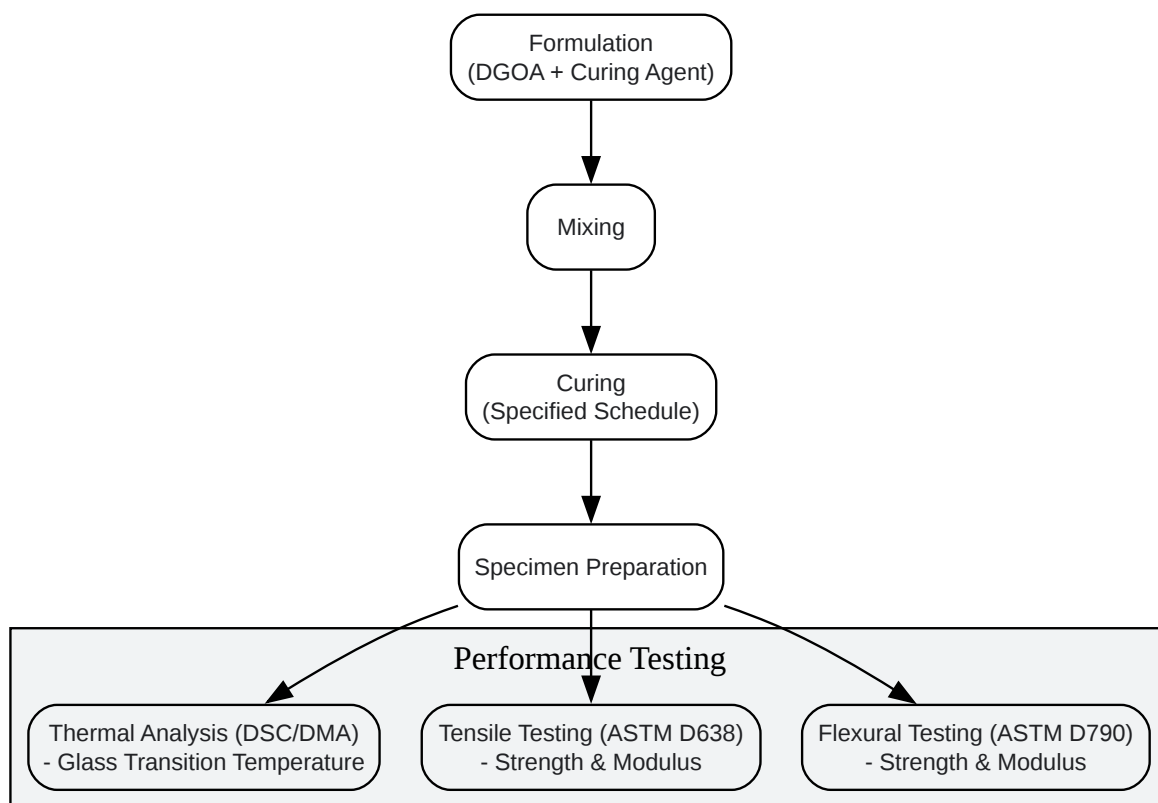 Formulation
(DGOA + Curing Agent)
Mixing
Curing
(Specified Schedule)
Specimen Preparation
Performance Testing
Thermal Analysis (DSC/DMA)
- Glass Transition Temperature
Tensile Testing (ASTM D638)
- Strength & Modulus
Flexural Testing (ASTM D790)
- Strength & Modulus